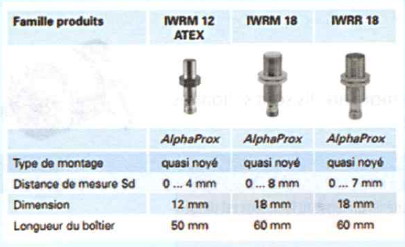 Famille produits IWRM 12 IWRM 18 IWRR 18
ATEX
AlphaProx AlphaProx AlphaProx
Type de montage quasi noyé quasi noyé quasi noyé
Distance de mesure Sd 0 ... 4 mm 0 ... 8 mm 0 ... 7 mm
Dimension 12 mm 18 mm 18 mm
Longueur du boîtier 50 mm 60 mm 60 mm